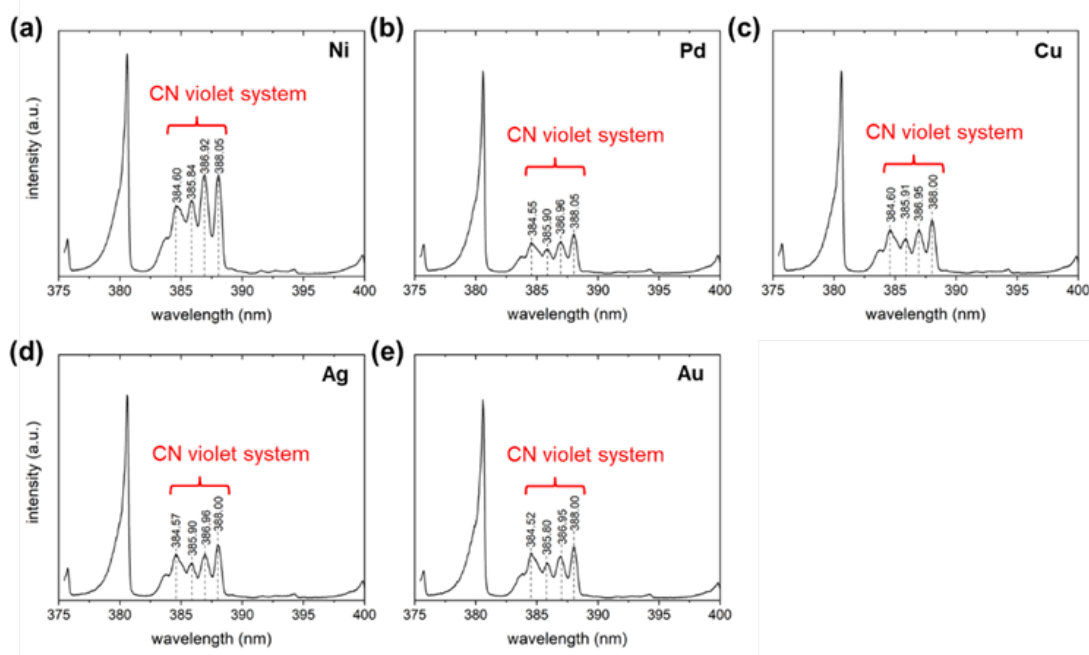 (a)
Ni
CN violet system
384.60
385.84
386.92
388.05
intensity (a.u.)
375 380 385 390 395 400
wavelength (nm)
(b)
Pd
CN violet system
384.55
385.90
386.96
388.05
375 380 385 390 395 400
wavelength (nm)
(c)
Cu
CN violet system
384.60
385.91
386.95
388.00
375 380 385 390 395 400
wavelength (nm)
(d)
Ag
CN violet system
384.57
385.90
386.96
388.00
intensity (a.u.)
375 380 385 390 395 400
wavelength (nm)
(e)
Au
CN violet system
384.52
385.80
386.95
388.00
375 380 385 390 395 400
wavelength (nm)